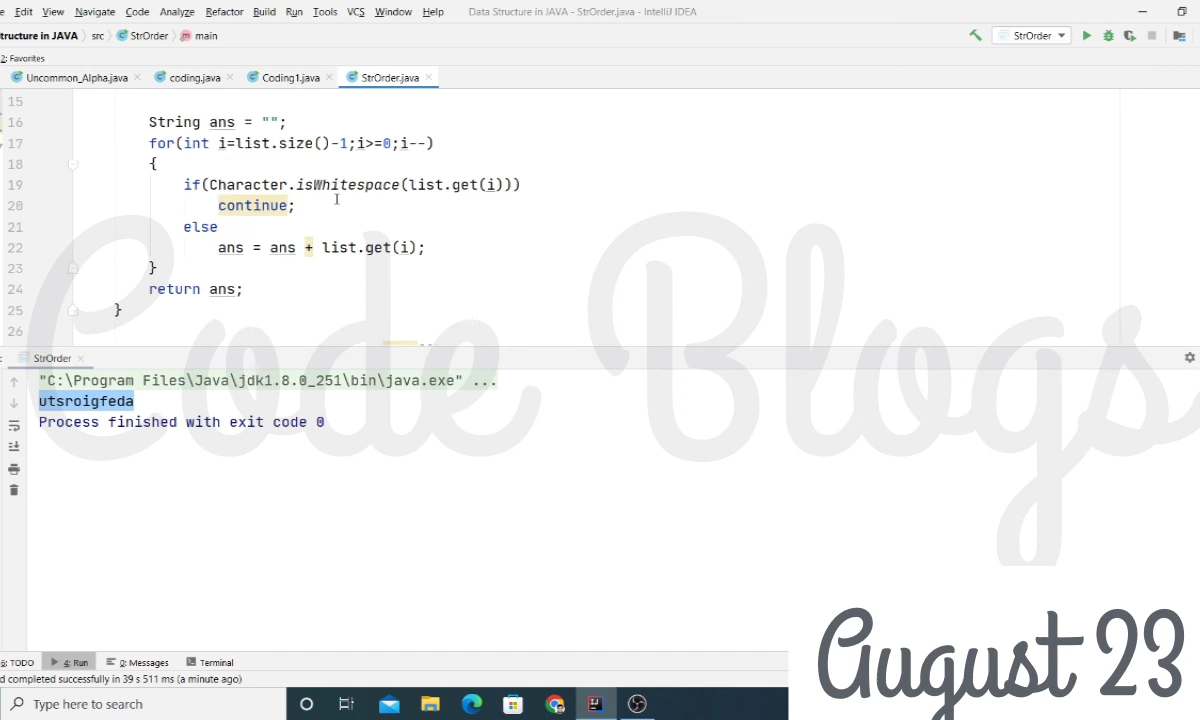 Edit View Navigate Code Analyze Refactor Build Run Tools VCS Window Help Data Structure in JAVA - StrOrder.java - IntelliJ IDEA
tructure in JAVA src StrOrder main StrOrder
2: Favorites
Uncommon_Alpha.java coding.java Coding1.java StrOrder.java
15
16 String ans = "";
17 for(int i=list.size()-1;i>=0;i--)
18 {
19 if(Character.isWhitespace(list.get(i)))
20 continue;
21 else
22 ans = ans + list.get(i);
23 }
24 return ans;
25 }
26
Code Blogs
StrOrder
"C:\Program Files\Java\jdk1.8.0_251\bin\java.exe" ...
utsroigfeda
Process finished with exit code 0
August 23
6: TODO 4: Run 0: Messages Terminal
d completed successfully in 39 s 511 ms (a minute ago)
Type here to search